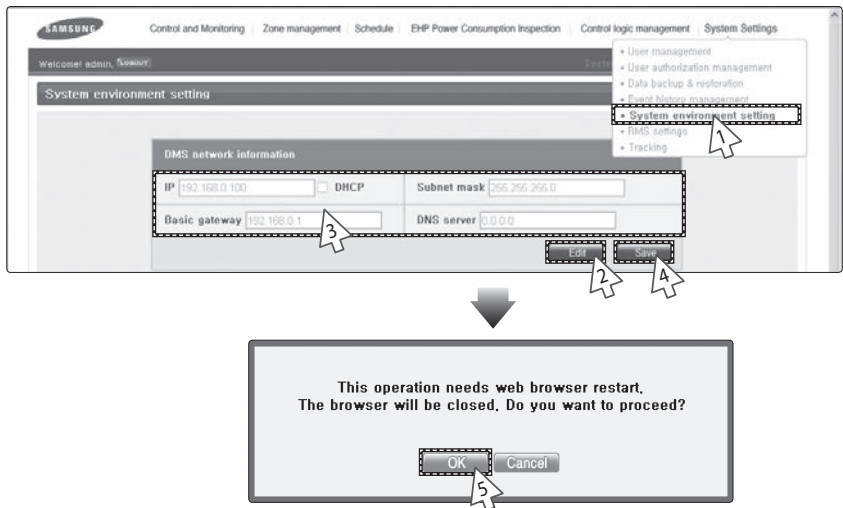 SAMSUNG Control and Monitoring Zone management Schedule EHP Power Consumption Inspection Control logic management System Settings
Welcome! admin, Logout
• User management
• User authorization management
• Data backup & restoration
• Event history management
• System environment setting
• RMS settings
• Tracking
1
System environment setting
DMS network information
IP 192.168.0.100 DHCP Subnet mask 255.255.255.0
Basic gateway 192.168.0.1 DNS server 0.0.0.0
3
Edit Save
2 4
This operation needs web browser restart.
The browser will be closed. Do you want to proceed?
OK Cancel
5